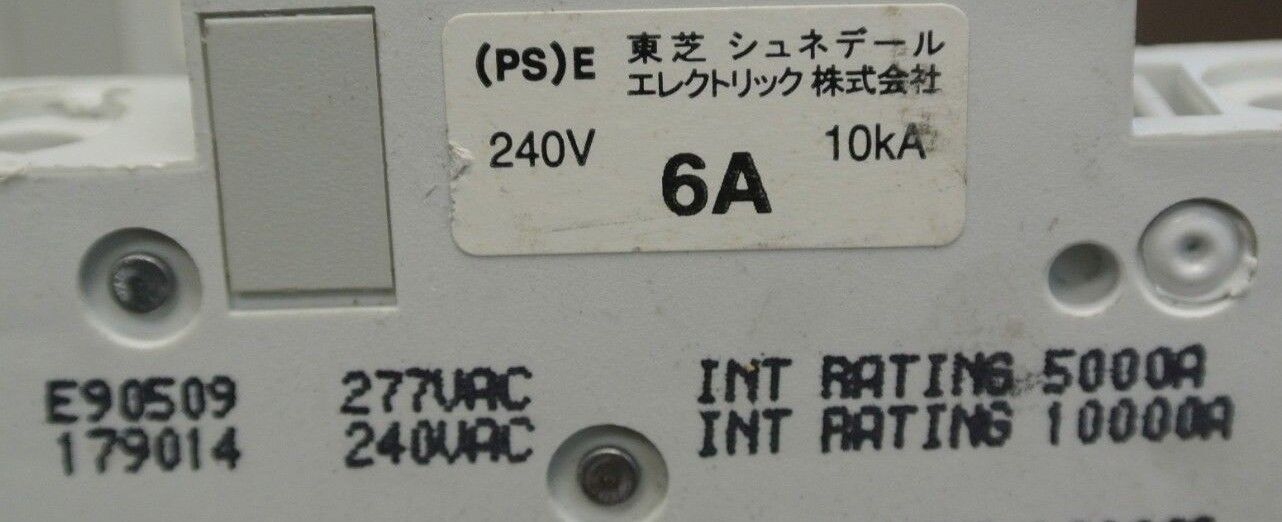 (PS)E 東芝 シュネデール
エレクトリック 株式会社
240V 10kA
6A
E90509 277VAC INT RATING 5000A
179014 240VAC INT RATING 10000A